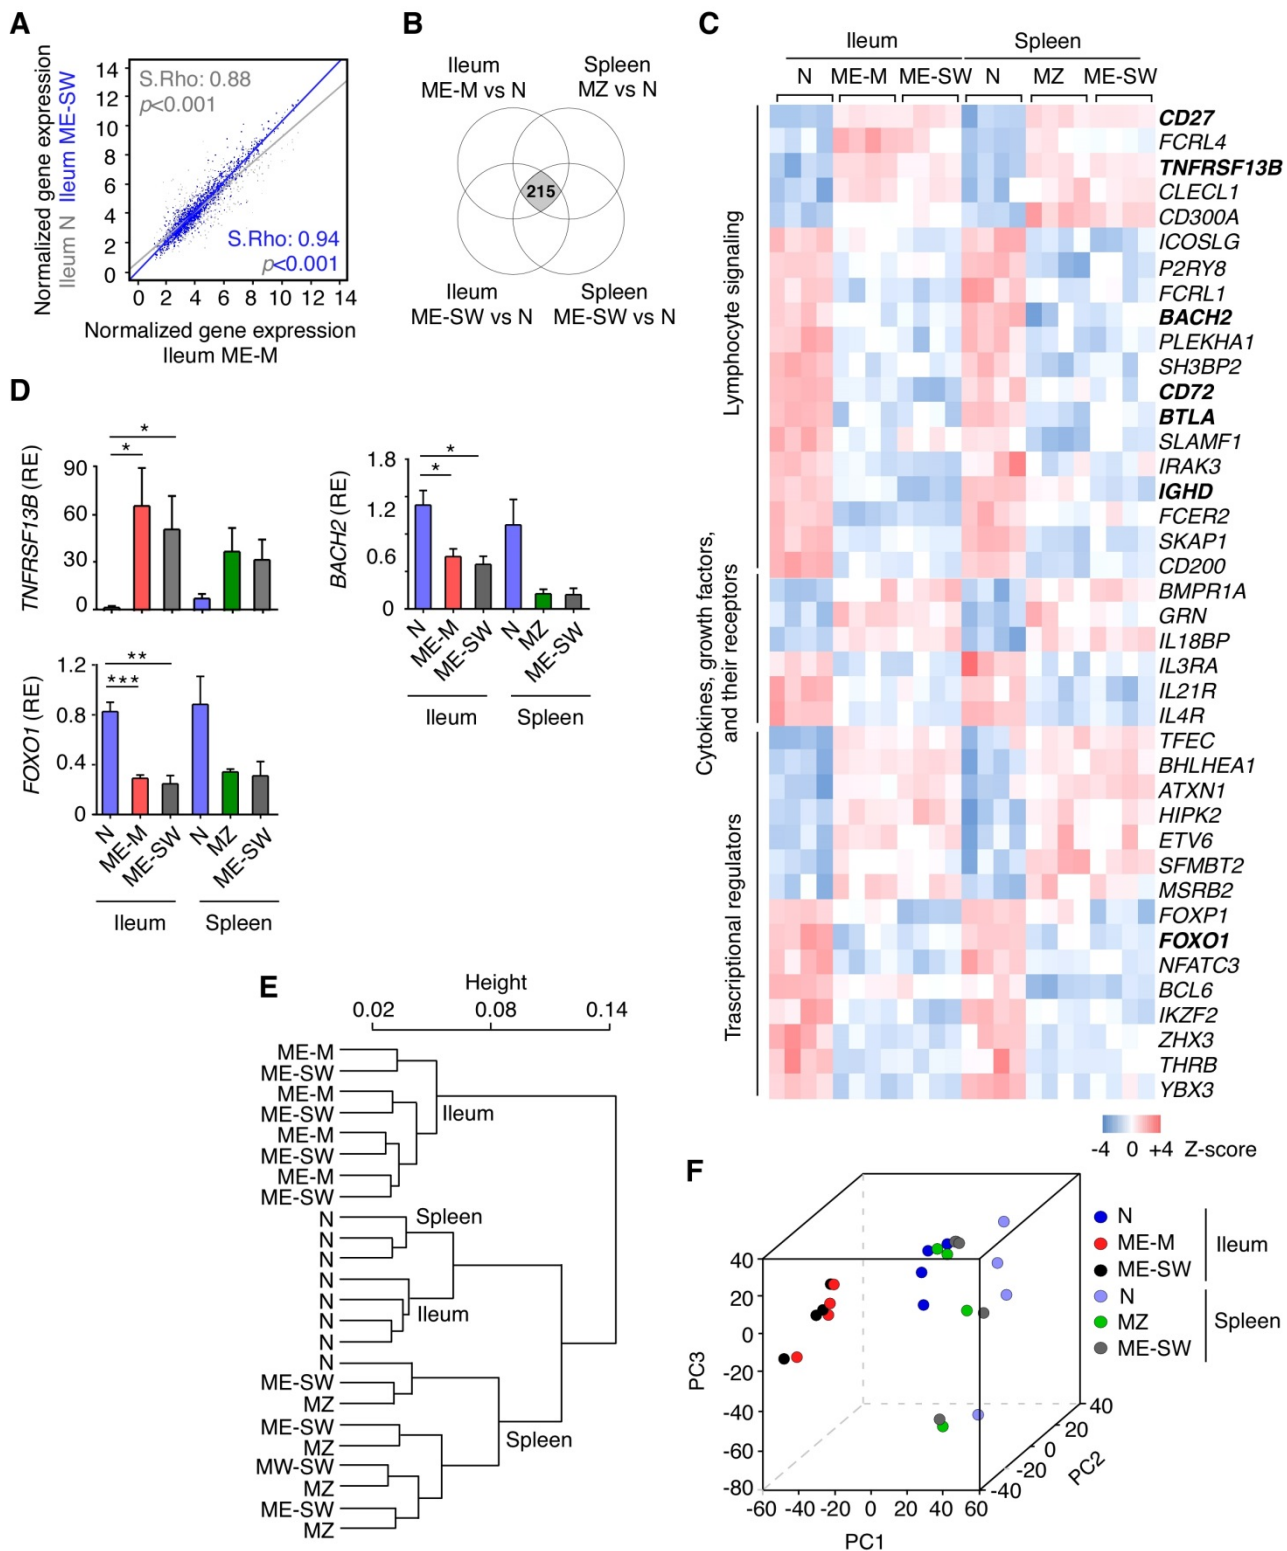 A
Normalized gene expression
Ileum N Ileum ME-SW
14
12
10
8
6
4
2
0
S.Rho: 0.88
p<0.001
S.Rho: 0.94
p<0.001
0 2 4 6 8 10 12 14
Normalized gene expression
Ileum ME-M
B
Ileum
ME-M vs N
Spleen
MZ vs N
215
Ileum
ME-SW vs N
Spleen
ME-SW vs N
C
Ileum
Spleen
N ME-M ME-SW N MZ ME-SW
Lymphocyte signaling
CD27
FCRL4
TNFRSF13B
CLECL1
CD300A
ICOSLG
P2RY8
FCRL1
BACH2
PLEKHA1
SH3BP2
CD72
BTLA
SLAMF1
IRAK3
IGHD
FCER2
SKAP1
CD200
Cytokines, growth factors,
and their receptors
BMPR1A
GRN
IL18BP
IL3RA
IL21R
IL4R
Trascriptional regulators
TFEC
BHLHEA1
ATXN1
HIPK2
ETV6
SFMBT2
MSRB2
FOXP1
FOXO1
NFATC3
BCL6
IKZF2
ZHX3
THRB
YBX3
-4 0 +4 Z-score
D
TNFRSF13B (RE)
90
60
30
0
*
*
BACH2 (RE)
1.8
1.2
0.6
0
*
*
N
ME-M
ME-SW
N
MZ
ME-SW
Ileum
Spleen
FOXO1 (RE)
1.2
0.8
0.4
0
**
***
N
ME-M
ME-SW
N
MZ
ME-SW
Ileum
Spleen
E
Height
0.02 0.08 0.14
ME-M
ME-SW
ME-M
ME-SW
ME-M
ME-SW
ME-M
ME-SW
Ileum
N
N
N
Spleen
N
N
N
N
Ileum
N
ME-SW
MZ
ME-SW
MZ
MW-SW
MZ
ME-SW
MZ
Spleen
F
PC3
40
20
0
-20
-40
-60
-80
-60 -40 -20 0 20 40 60
PC1
-40
-20
0
20
40
PC2
N
ME-M
ME-SW
Ileum
N
MZ
ME-SW
Spleen